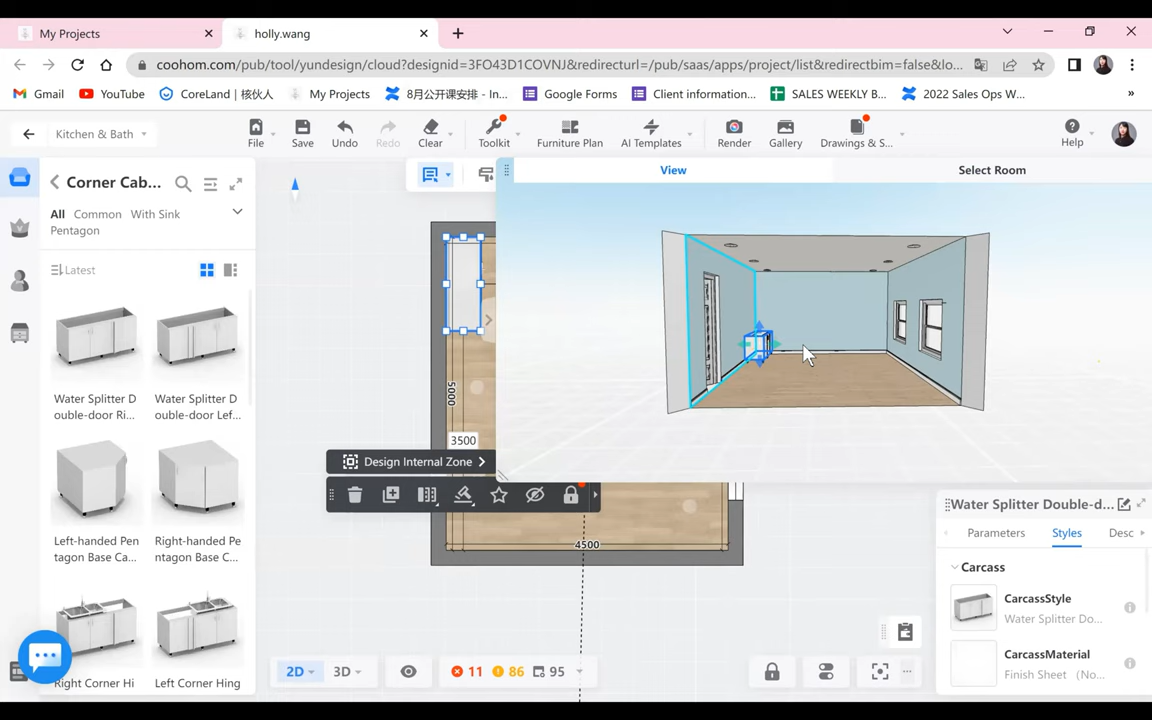 My Projects
holly.wang
coohom.com/pub/tool/yundesign/cloud?designid=3FO43D1COVNJ&redirecturl=/pub/saas/apps/project/list&redirectbim=false&lo...
Gmail
YouTube
CoreLand | 核伙人
My Projects
8月公开课安排 - In...
Google Forms
Client information...
SALES WEEKLY B...
2022 Sales Ops W...
»
Kitchen & Bath
File
Save
Undo
Redo
Clear
Toolkit
Furniture Plan
AI Templates
Render
Gallery
Drawings & S...
Help
Corner Cab...
All
Common
With Sink
Pentagon
Latest
Water Splitter D
ouble-door Ri...
Water Splitter D
ouble-door Lef...
Left-handed Pen
tagon Base Ca...
Right-handed Pe
ntagon Base C...
Right Corner Hi
Left Corner Hing
View
Select Room
5000
3500
4500
Design Internal Zone
Water Splitter Double-d...
Parameters
Styles
Desc
Carcass
CarcassStyle
Water Splitter Do...
CarcassMaterial
Finish Sheet （No...
2D
3D
11
86
95